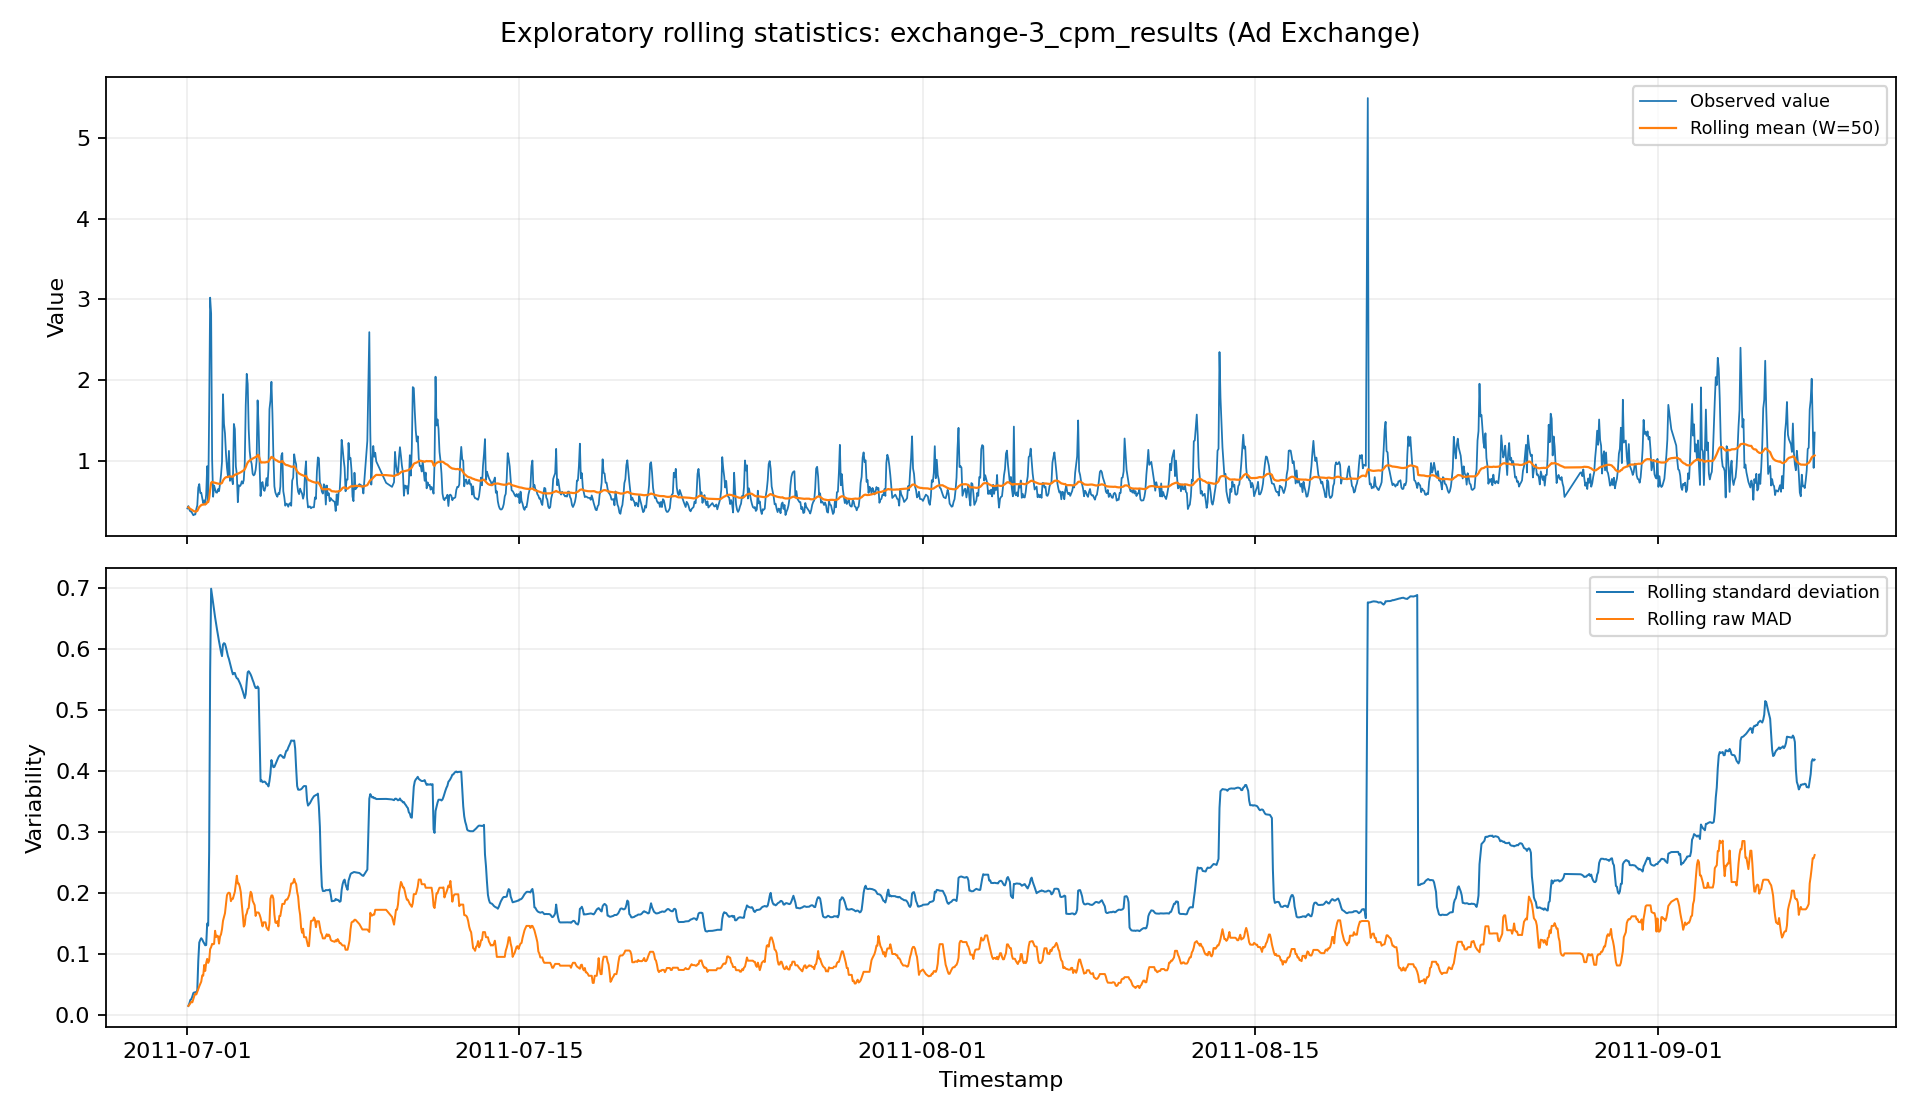 Exploratory rolling statistics: exchange-3_cpm_results (Ad Exchange)
Observed value
Rolling mean (W=50)
5
4
3
2
1
Value
Rolling standard deviation
Rolling raw MAD
0.7
0.6
0.5
0.4
0.3
0.2
0.1
0.0
Variability
2011-07-01
2011-07-15
2011-08-01
2011-08-15
2011-09-01
Timestamp